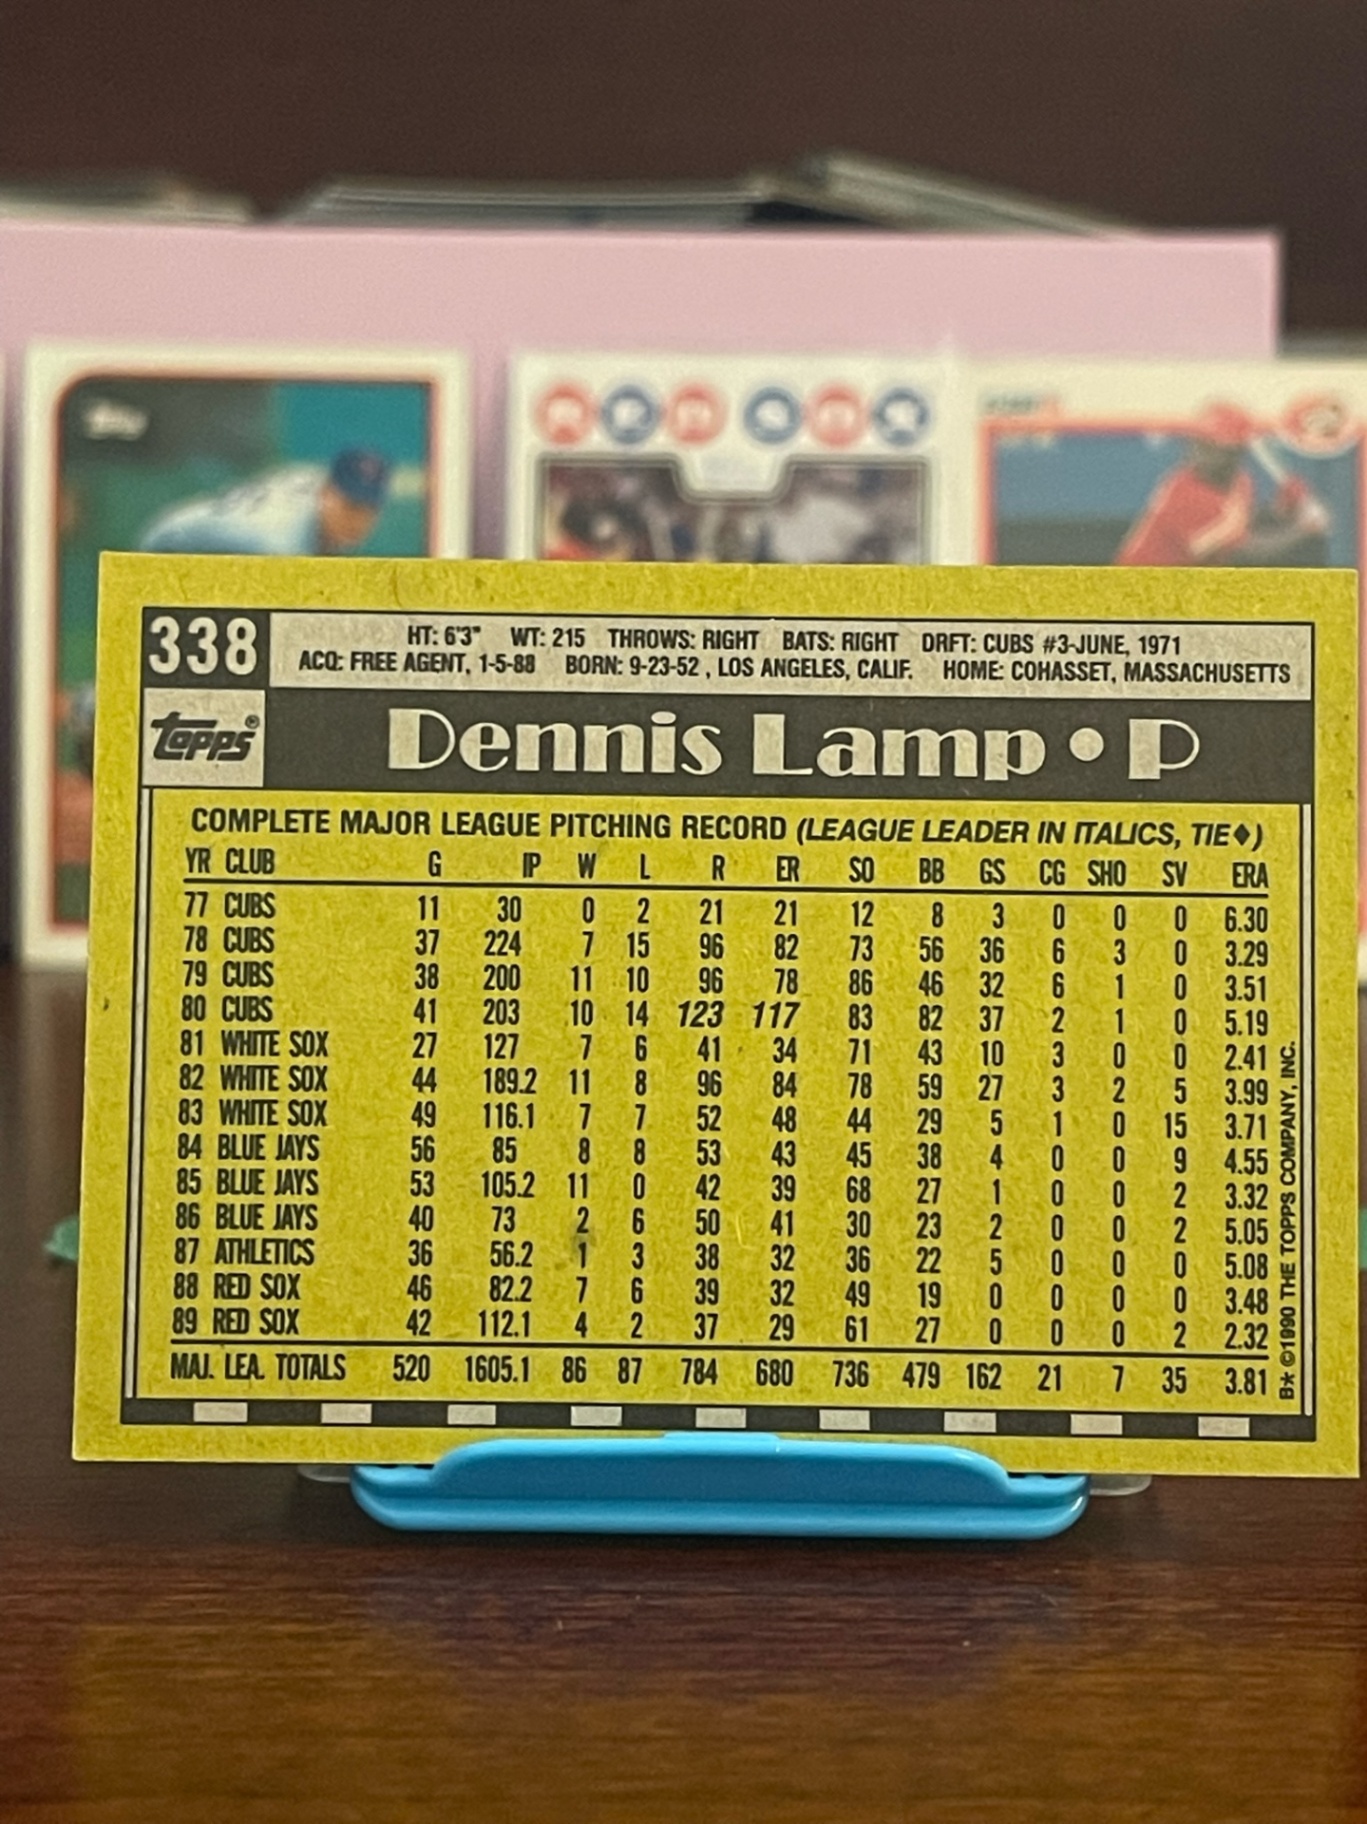 RED SOX
338
HT: 6'3" WT: 215 THROWS: RIGHT BATS: RIGHT DRFT: CUBS #3-JUNE, 1971
ACQ: FREE AGENT, 1-5-88 BORN: 9-23-52 , LOS ANGELES, CALIF. HOME: COHASSET, MASSACHUSETTS
Topps®
Dennis Lamp • P
COMPLETE MAJOR LEAGUE PITCHING RECORD (LEAGUE LEADER IN ITALICS, TIE♦)
YR CLUB G IP W L R ER SO BB GS CG SHO SV ERA
77 CUBS 11 30 0 2 21 21 12 8 3 0 0 0 6.30
78 CUBS 37 224 7 15 96 82 73 56 36 6 3 0 3.29
79 CUBS 38 200 11 10 96 78 86 46 32 6 1 0 3.51
80 CUBS 41 203 10 14 123 117 83 82 37 2 1 0 5.19
81 WHITE SOX 27 127 7 6 41 34 71 43 10 3 0 0 2.41
82 WHITE SOX 44 189.2 11 8 96 84 78 59 27 3 2 5 3.99
83 WHITE SOX 49 116.1 7 7 52 48 44 29 5 1 0 15 3.71
84 BLUE JAYS 56 85 8 8 53 43 45 38 4 0 0 9 4.55
85 BLUE JAYS 53 105.2 11 0 42 39 68 27 1 0 0 2 3.32
86 BLUE JAYS 40 73 2 6 50 41 30 23 2 0 0 2 5.05
87 ATHLETICS 36 56.2 1 3 38 32 36 22 5 0 0 0 5.08
88 RED SOX 46 82.2 7 6 39 32 49 19 0 0 0 0 3.48
89 RED SOX 42 112.1 4 2 37 29 61 27 0 0 0 2 2.32
MAJ. LEA. TOTALS 520 1605.1 86 87 784 680 736 479 162 21 7 35 3.81
B* ©1990 THE TOPPS COMPANY, INC.